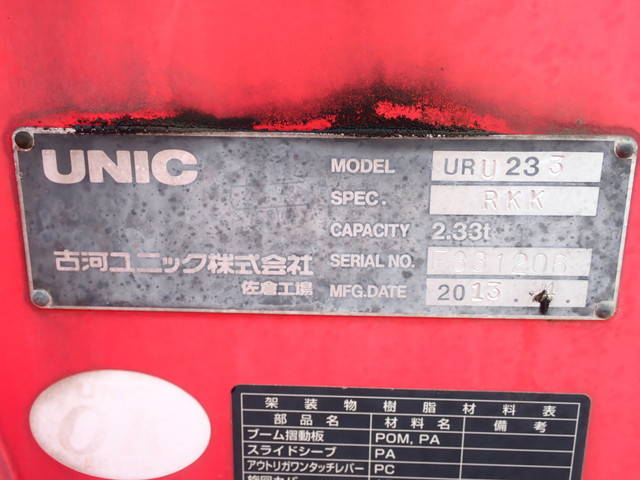 UNIC
MODEL URU233
SPEC. RKK
CAPACITY 2.33t
古河ユニック株式会社
SERIAL NO.
佐倉工場
MFG.DATE 2013.
架装物樹脂材料表
部品名 材料名 備考
ブーム摺動板 POM, PA
スライドシーブ PA
アウトリガワンタッチレバー PC